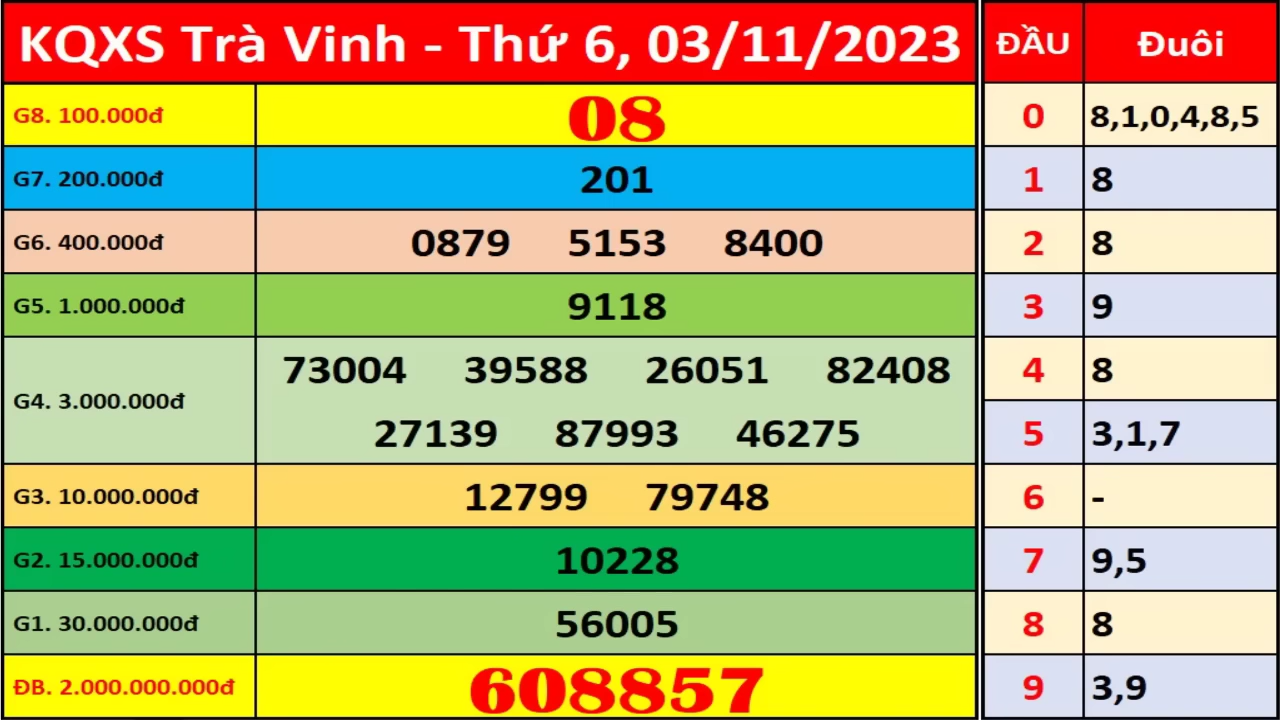 KQXS Trà Vinh - Thứ 6, 03/11/2023 ĐẦU Đuôi
G8. 100.000đ 08 0 8,1,0,4,8,5
G7. 200.000đ 201 1 8
G6. 400.000đ 0879 5153 8400 2 8
G5. 1.000.000đ 9118 3 9
G4. 3.000.000đ 73004 39588 26051 82408 4 8
27139 87993 46275 5 3,1,7
G3. 10.000.000đ 12799 79748 6 -
G2. 15.000.000đ 10228 7 9,5
G1. 30.000.000đ 56005 8 8
ĐB. 2.000.000.000đ 608857 9 3,9